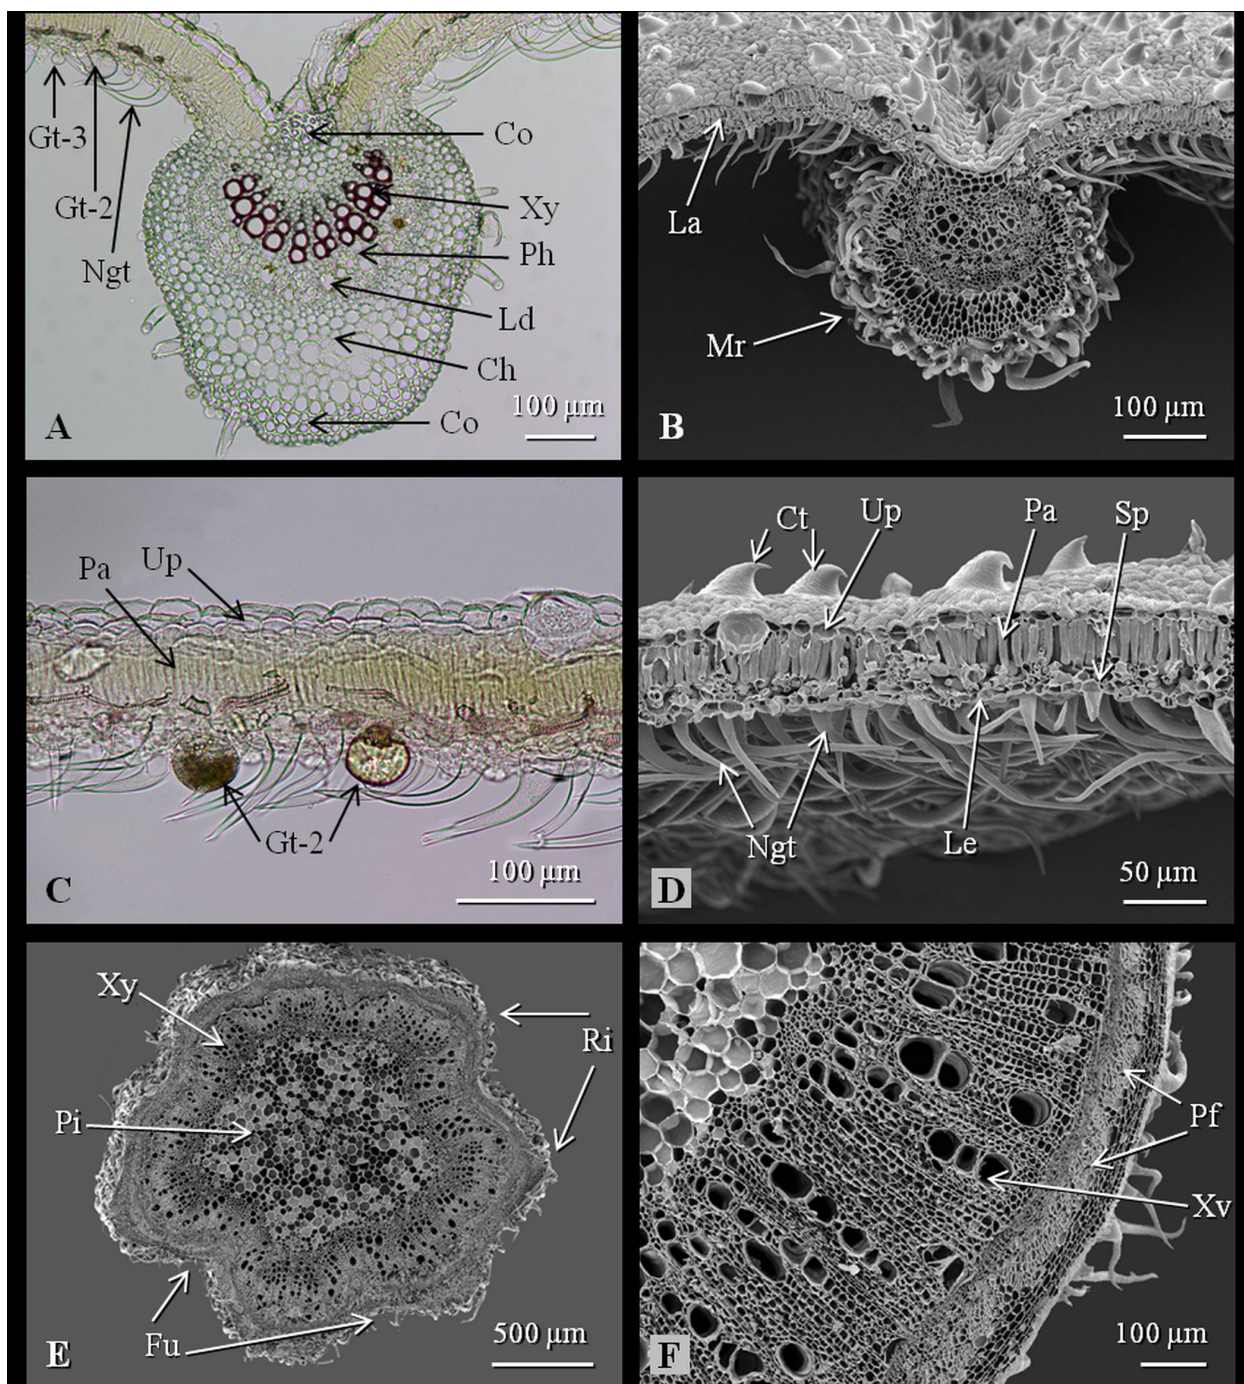 Gt-3
Gt-2
Ngt
Co
Xy
Ph
Ld
Ch
Co
100 µm
A
La
Mr
100 µm
B
Pa
Up
Gt-2
100 µm
C
Ct
Up
Pa
Sp
Ngt
Le
50 µm
D
Xy
Ri
Pi
Fu
500 µm
E
Pf
Xv
100 µm
F